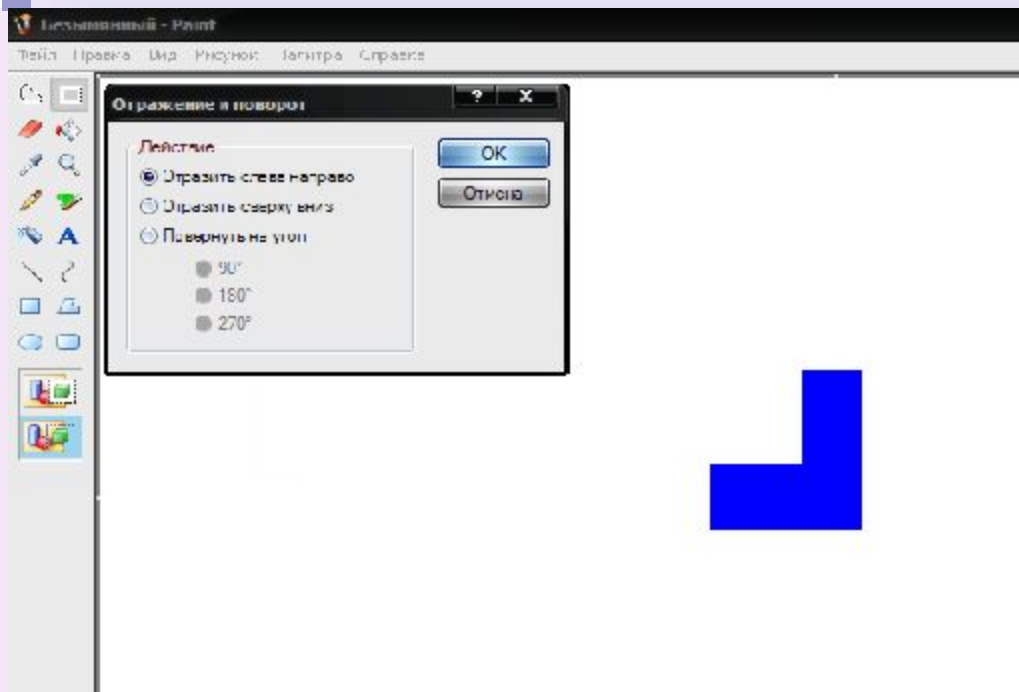 Безымянный - Paint
Файл Правка Вид Рисунок Палитра Справка
Отражение и поворот
? X
Действие
Отразить слева направо
Отразить сверху вниз
Повернуть на угол
90°
180°
270°
OK
Отмена
A